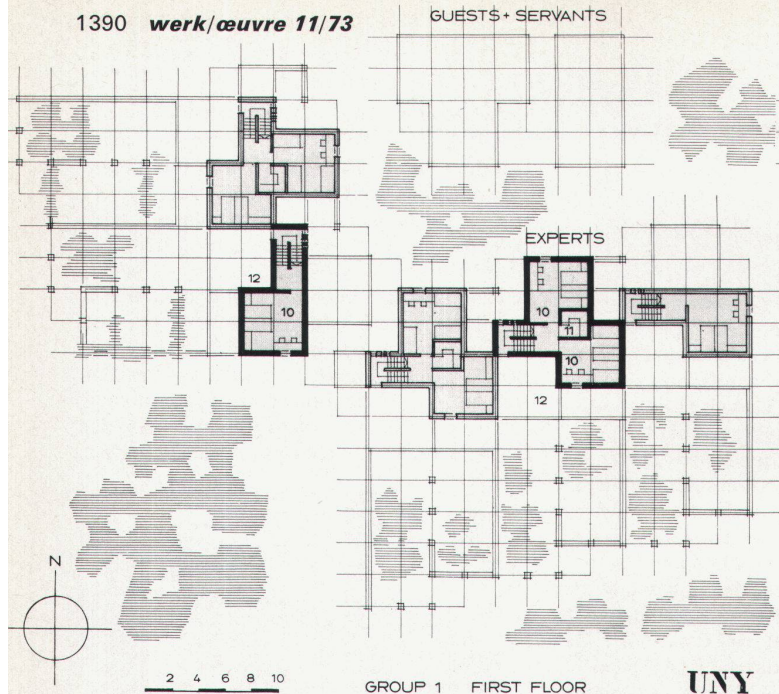 1390 werk/œuvre 11/73
GUESTS + SERVANTS
EXPERTS
12
10
10
11
10
12
N
2 4 6 8 10
GROUP 1 FIRST FLOOR
UNY